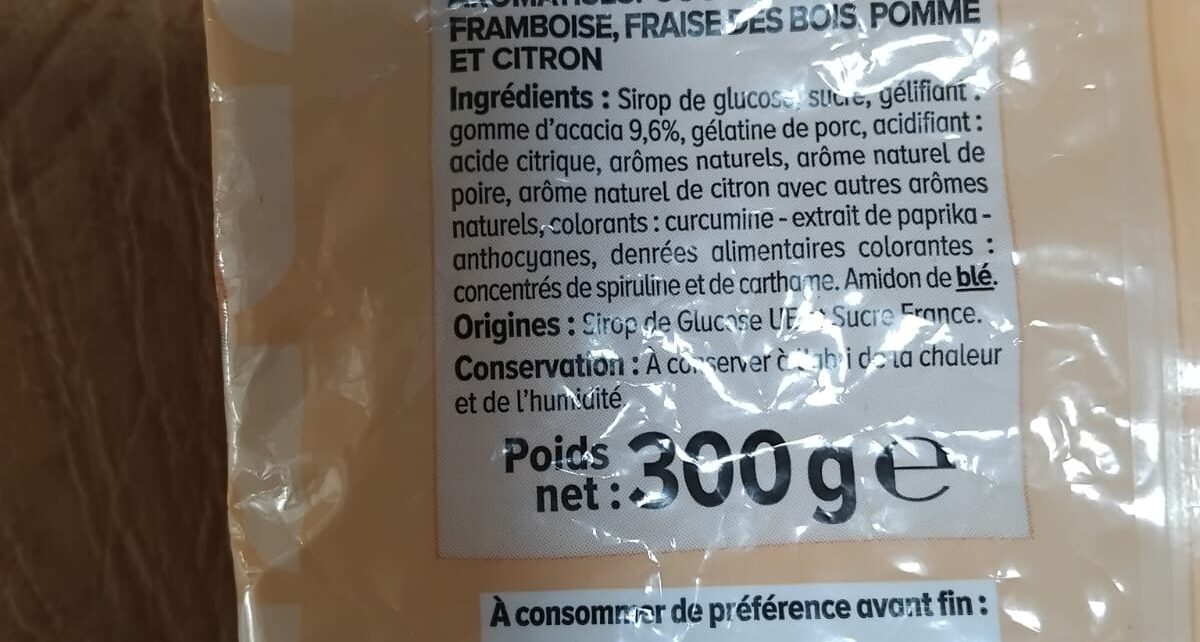 FRAMBOISE, FRAISE DES BOIS, POMME
ET CITRON
Ingrédients : Sirop de glucose, sucre, gélifiant :
gomme d'acacia 9,6%, gélatine de porc, acidifiant :
acide citrique, arômes naturels, arôme naturel de
poire, arôme naturel de citron avec autres arômes
naturels, colorants : curcumine - extrait de paprika -
anthocyanes, denrées alimentaires colorantes :
concentrés de spiruline et de carthame. Amidon de blé.
Origines : Sirop de Glucose UE Sucre France.
Conservation : À conserver à l'abri de la chaleur
et de l'humidité.
Poids
net : 300 g e
À consommer de préférence avant fin :